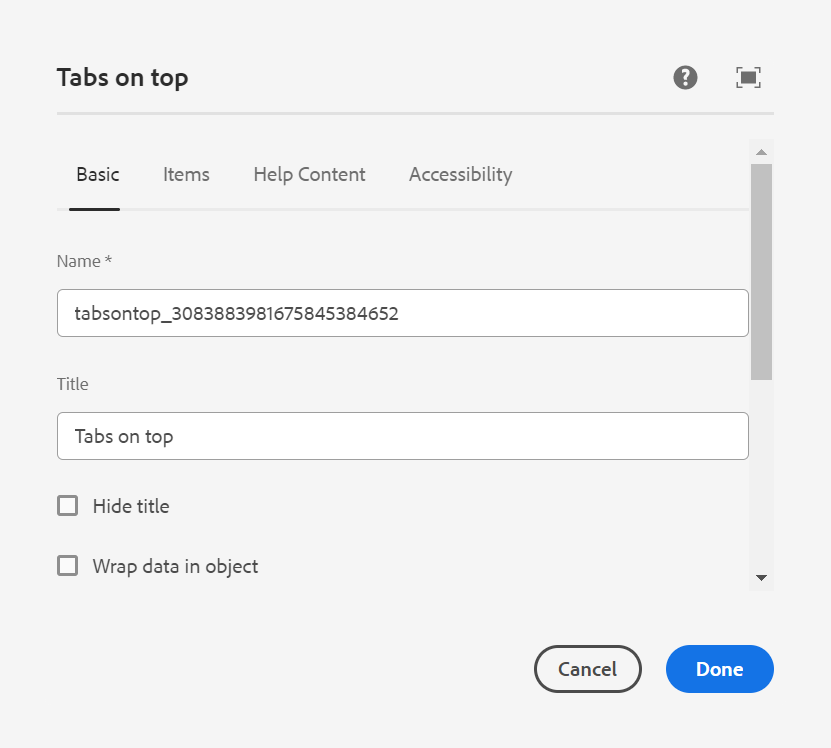 Tabs on top
Basic Items Help Content Accessibility
Name *
tabsontop_3083883981675845384652
Title
Tabs on top
Hide title
Wrap data in object
Cancel Done